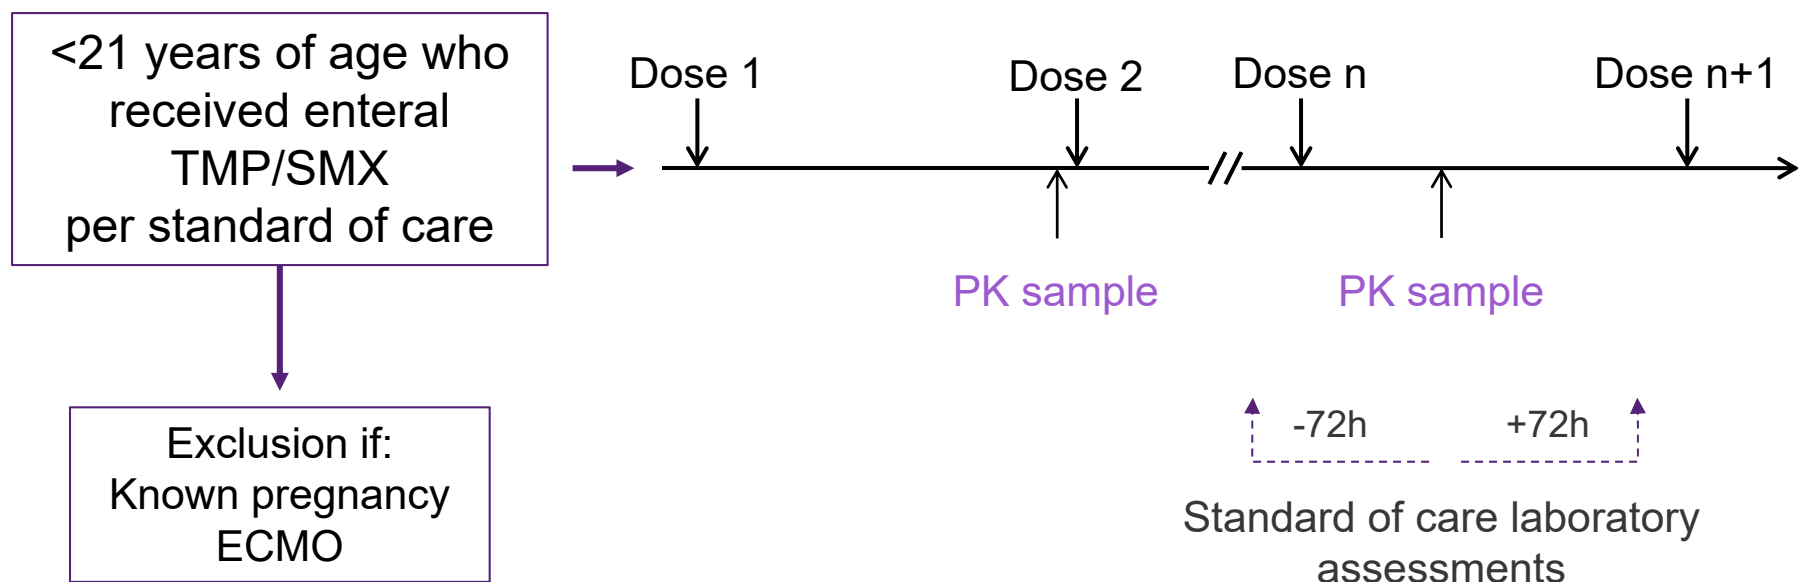 <21 years of age who
received enteral
TMP/SMX
per standard of care
Exclusion if:
Known pregnancy
ECMO
Dose 1
Dose 2
Dose n
Dose n+1
PK sample
PK sample
-72h
+72h
Standard of care laboratory
assessments